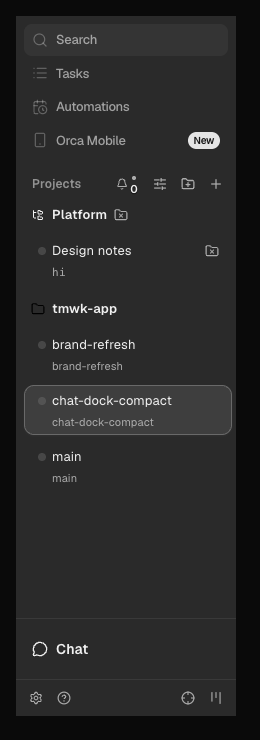 Search
Tasks
Automations
Orca Mobile New
Projects 0
Platform
Design notes
hi
tmwk-app
brand-refresh
brand-refresh
chat-dock-compact
chat-dock-compact
main
main
Chat